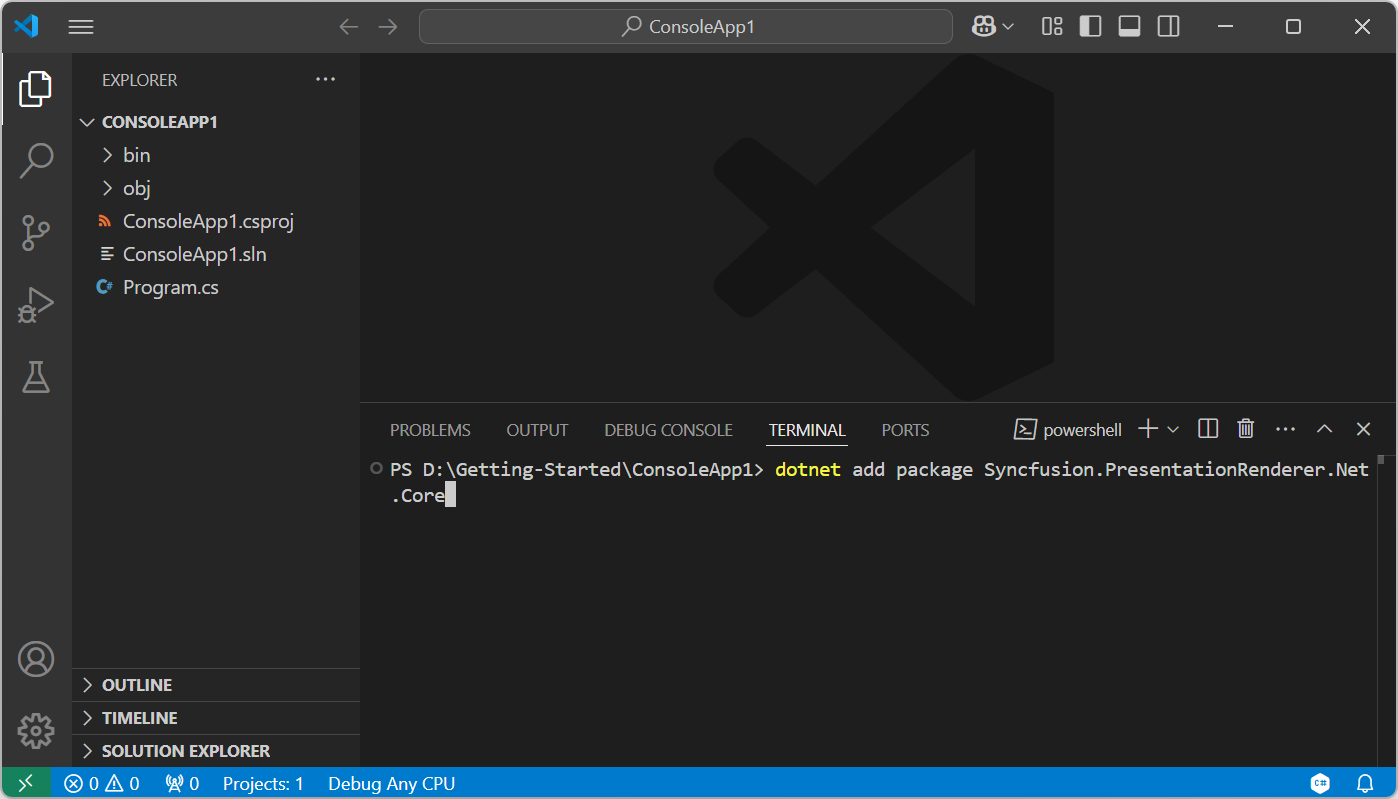 ConsoleApp1
EXPLORER
CONSOLEAPP1
bin
obj
ConsoleApp1.csproj
ConsoleApp1.sln
C# Program.cs
PROBLEMS OUTPUT DEBUG CONSOLE TERMINAL PORTS powershell
PS D:\Getting-Started\ConsoleApp1> dotnet add package Syncfusion.PresentationRenderer.Net
.Core
OUTLINE
TIMELINE
SOLUTION EXPLORER
0 0 0 Projects: 1 Debug Any CPU C#